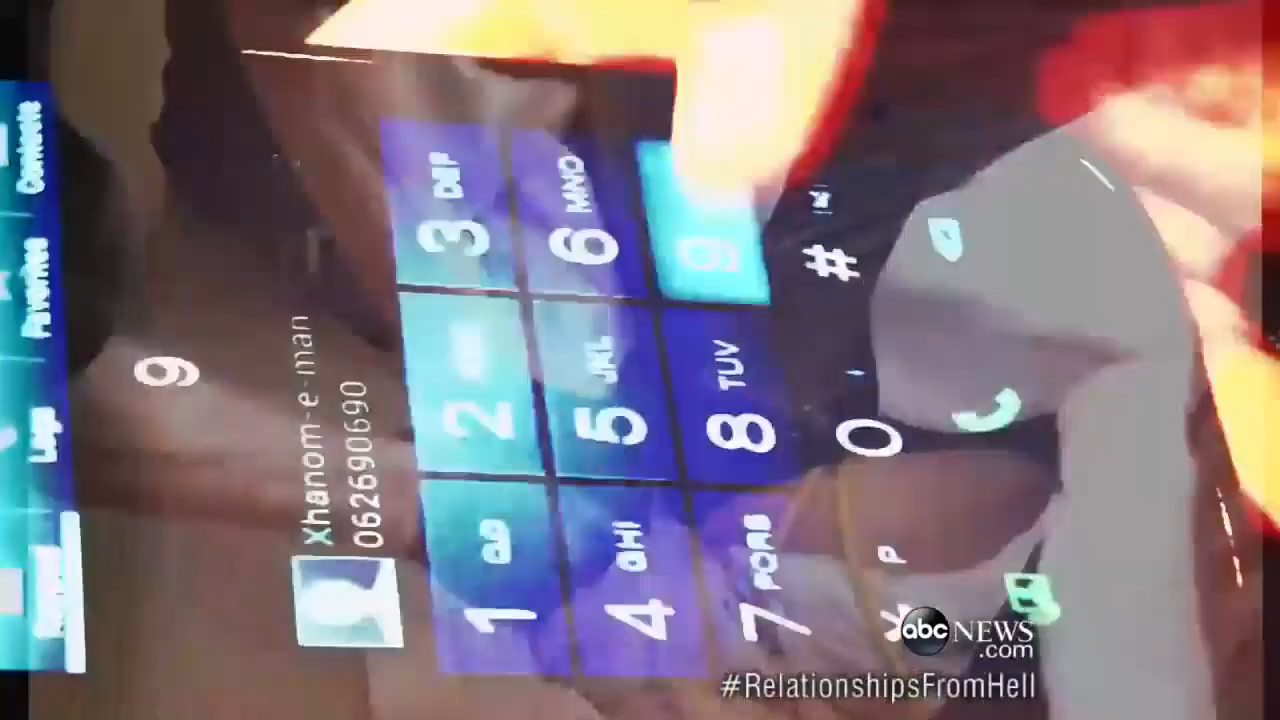 Contacts
Favorites
Logs
9
Xhanom-e-man
062690690
1
2
3 DEF
4 GHI
5 JKL
6 MNO
7 PQRS
8 TUV
9
* P
0
#
abc NEWS
.com
#RelationshipsFromHell